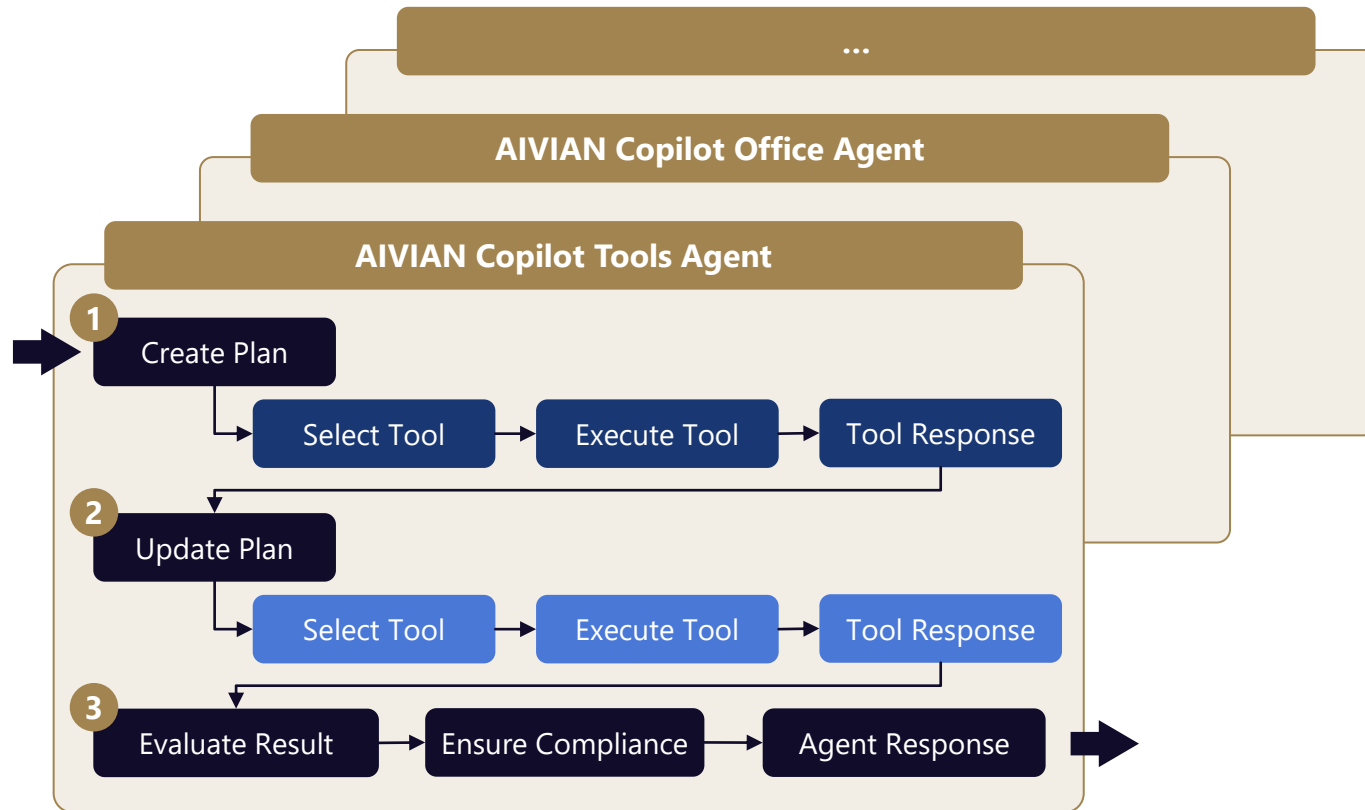 ...
AIVIAN Copilot Office Agent
AIVIAN Copilot Tools Agent
1
Create Plan
Select Tool
Execute Tool
Tool Response
2
Update Plan
Select Tool
Execute Tool
Tool Response
3
Evaluate Result
Ensure Compliance
Agent Response